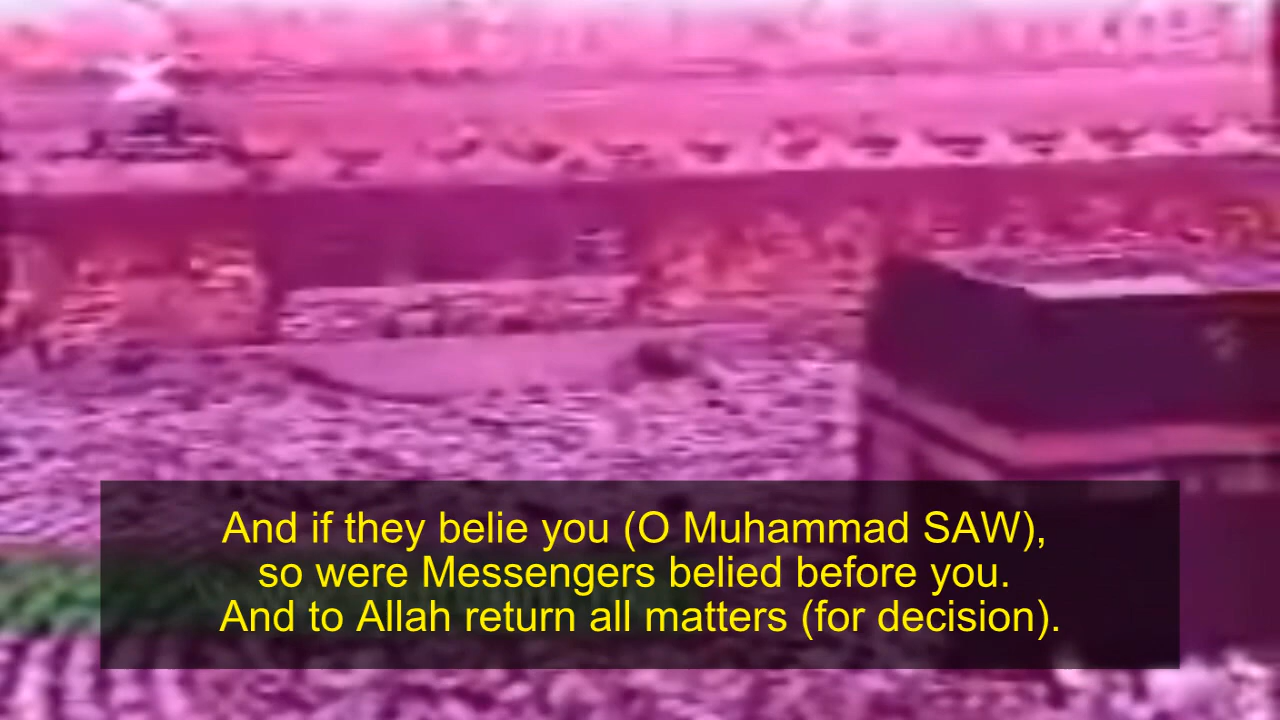 And if they belie you (O Muhammad SAW),
so were Messengers belied before you.
And to Allah return all matters (for decision).